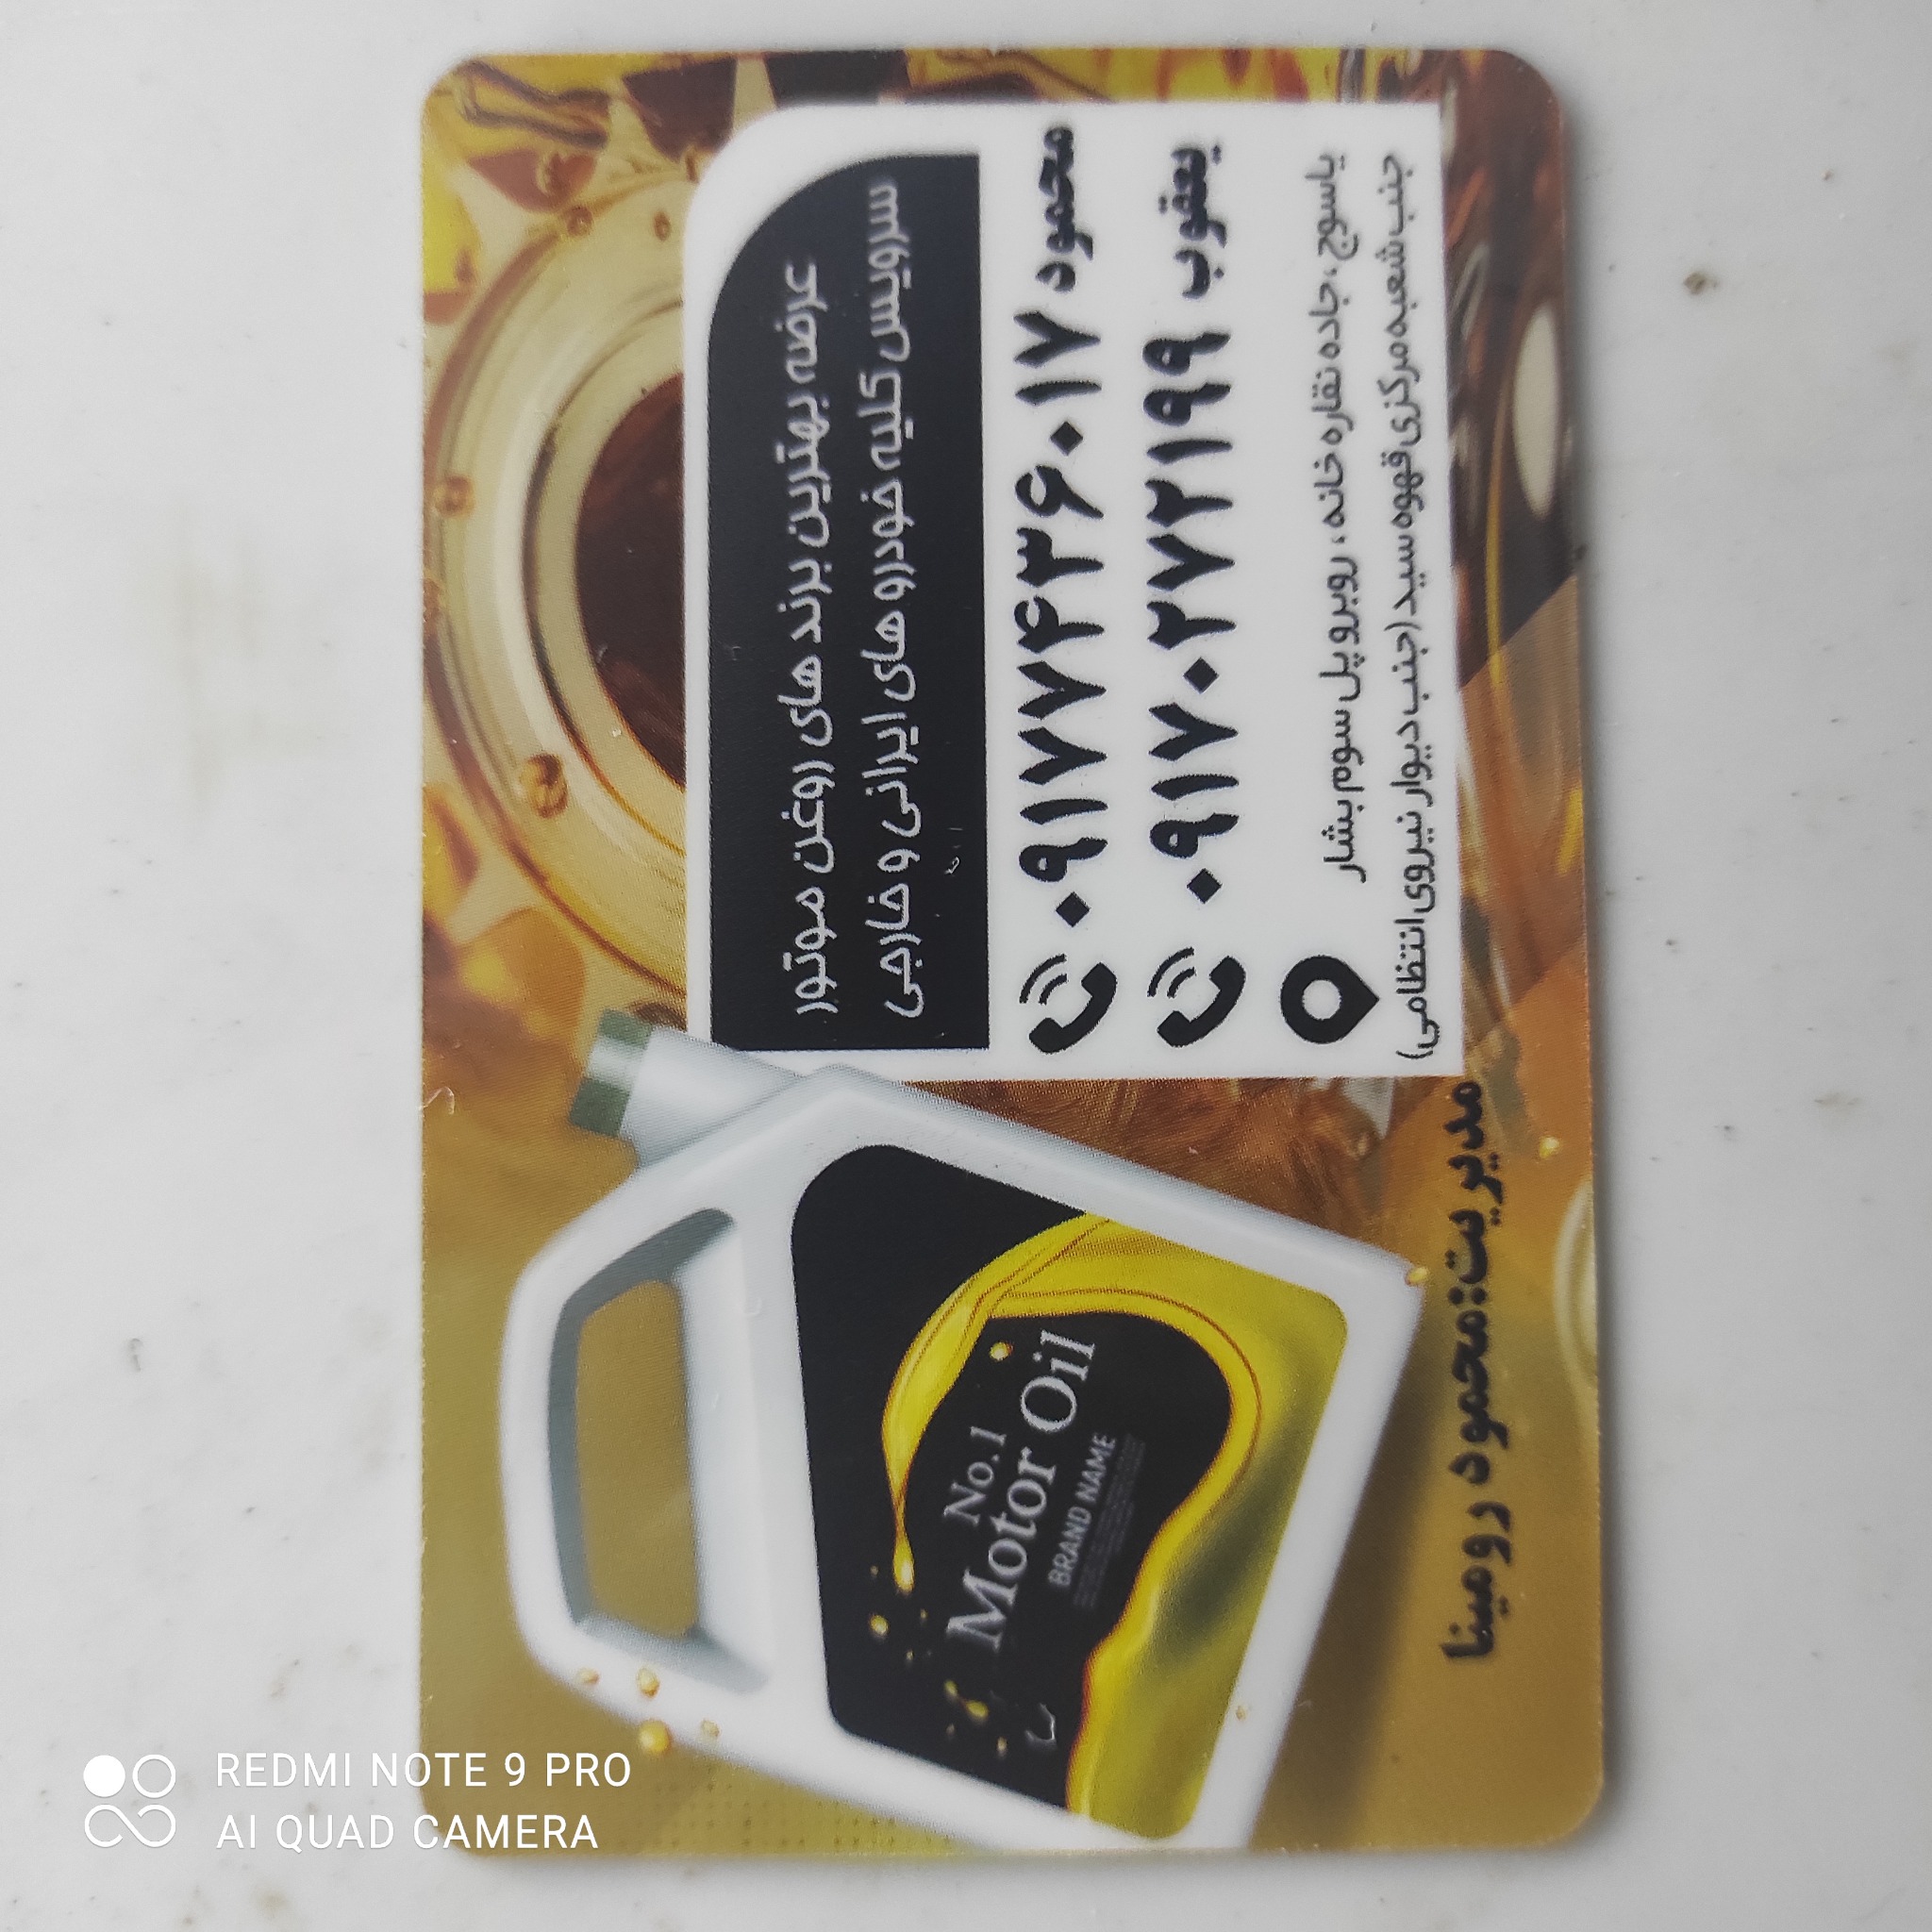 عرضه بهترین برند های روغن موتور
سرویس کلیه خودرو های ایرانی و خارجی
۰۹۱۷۷۴۳۶۰۱۷ محمود
۰۹۱۷۰۲۷۲۱۹۹ یعقوب
یاسوج، جاده نقاره خانه، روبرو پل سوم بشار
جنب شعبه مرکزی قهوه سید (جنب دیوار نیروی انتظامی)
مدیریت: محمود رومینا
No.1
Motor Oil
BRAND NAME
REDMI NOTE 9 PRO
AI QUAD CAMERA